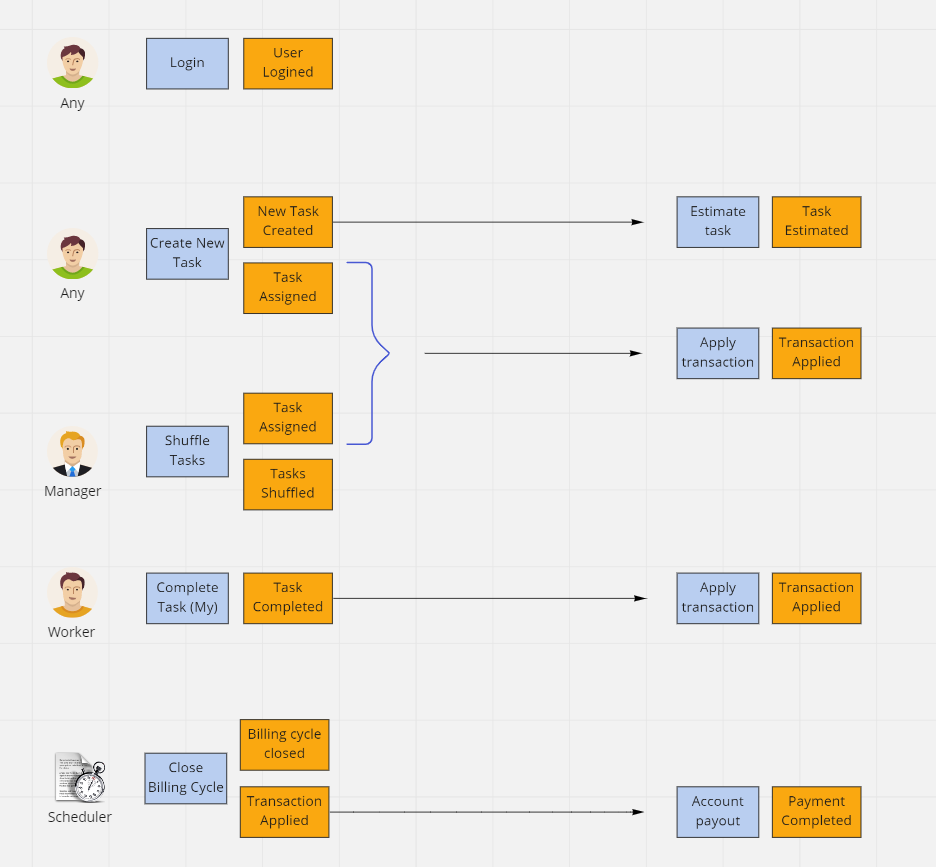 Login
User
Logined
Any
New Task
Created
Estimate
task
Task
Estimated
Create New
Task
Task
Assigned
Any
Apply
transaction
Transaction
Applied
Task
Assigned
Shuffle
Tasks
Tasks
Shuffled
Manager
Complete
Task (My)
Task
Completed
Apply
transaction
Transaction
Applied
Worker
Billing cycle
closed
Close
Billing Cycle
Transaction
Applied
Account
payout
Payment
Completed
Scheduler